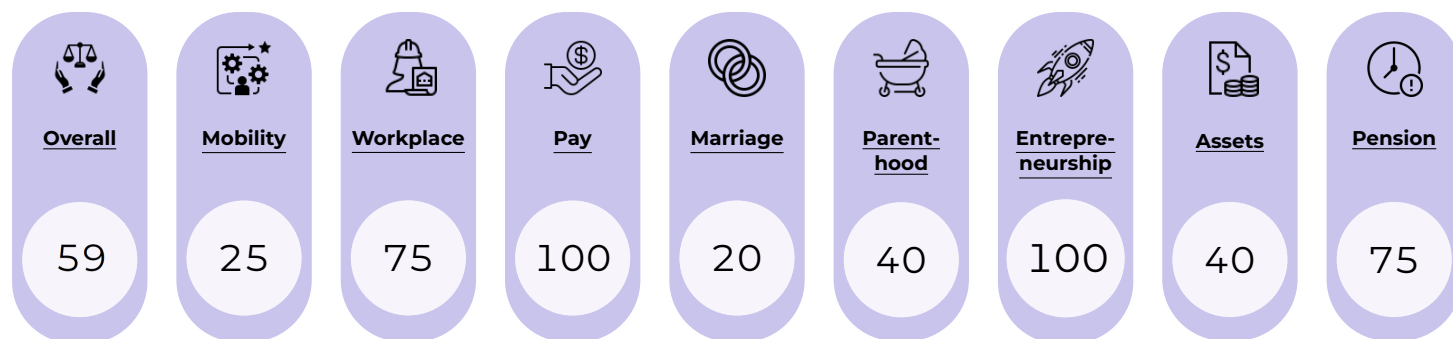 $
$
Overall
Mobility
Workplace
Pay
Marriage
Parent-
hood
Entrepre-
neurship
Assets
Pension
59
25
75
100
20
40
100
40
75